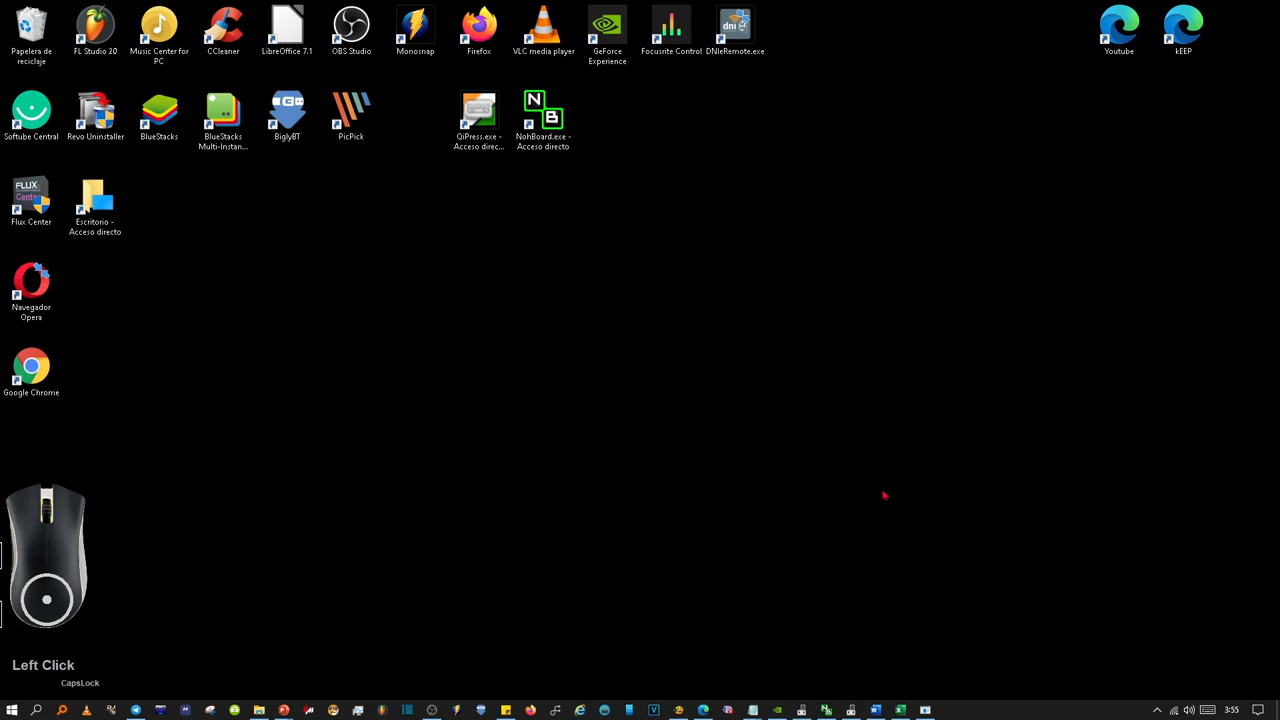 Papelera de
reciclaje
FL Studio 20
Music Center for
PC
CCleaner
LibreOffice 7.1
OBS Studio
Monosnap
Firefox
VLC media player
GeForce
Experience
Focusrite Control
DNIeRemote.exe
Youtube
kEEP
Softube Central
Revo Uninstaller
BlueStacks
BlueStacks
Multi-Instan...
BiglyBT
PicPick
QiPress.exe -
Acceso direc...
NohBoard.exe -
Acceso directo
Flux Center
Escritorio -
Acceso directo
Navegador
Opera
Google Chrome
Left Click
CapsLock
3:55